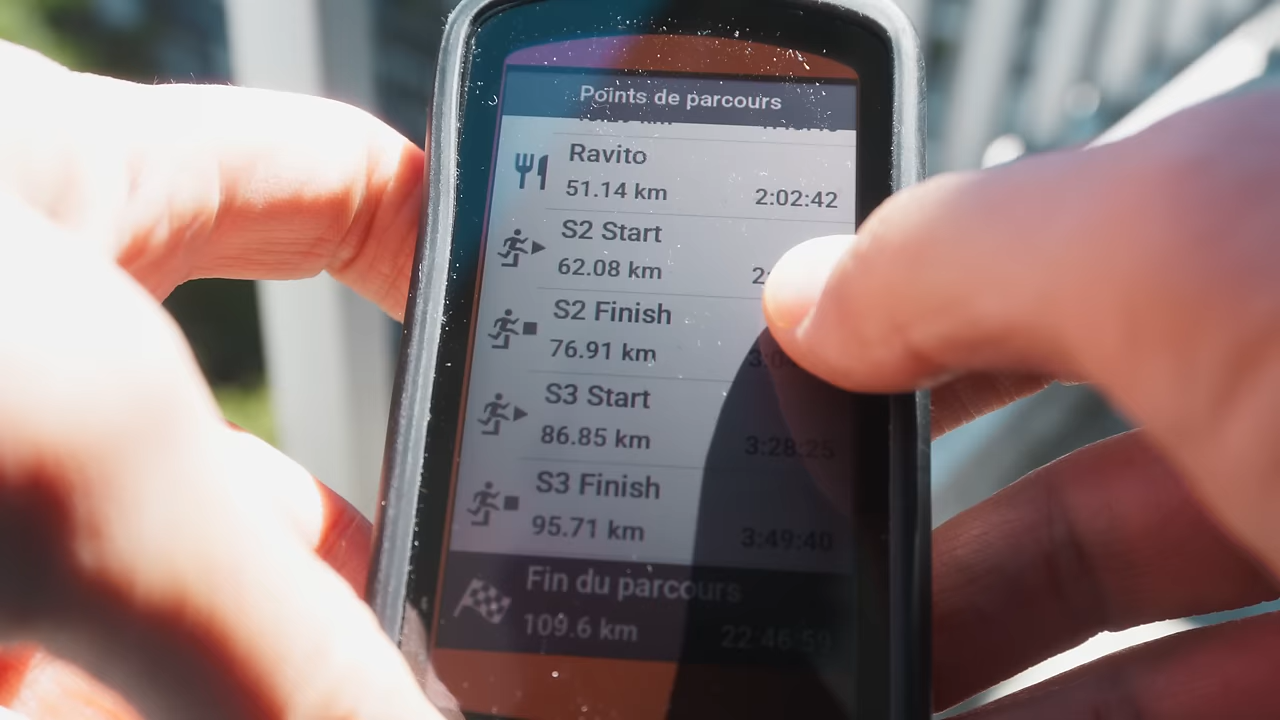 Points de parcours
Ravito
51.14 km 2:02:42
S2 Start
62.08 km
S2 Finish
76.91 km
S3 Start
86.85 km 3:28:25
S3 Finish
95.71 km 3:49:40
Fin du parcours
109.6 km 22:46:59